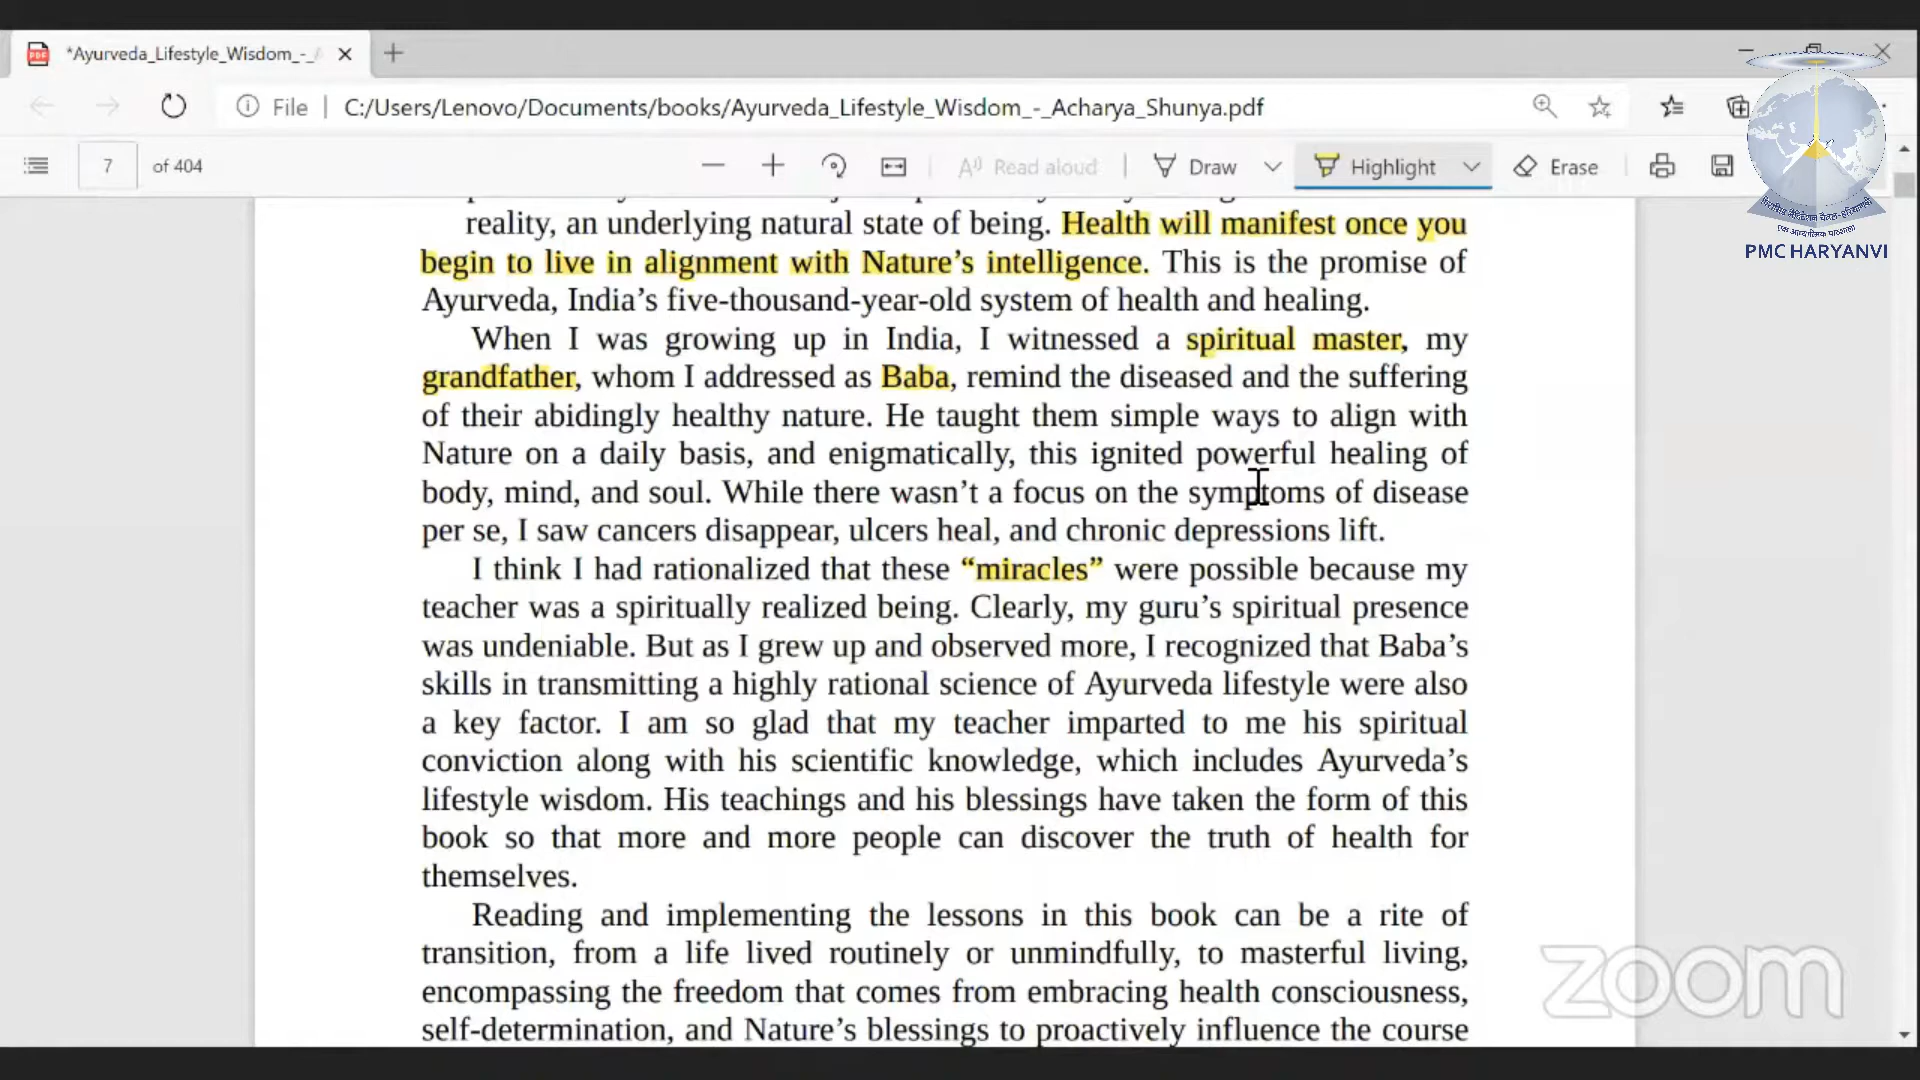 *Ayurveda_Lifestyle_Wisdom_-_A
File
C:/Users/Lenovo/Documents/books/Ayurveda_Lifestyle_Wisdom_-_Acharya_Shunya.pdf
7 of 404
Read aloud
Draw
Highlight
Erase
PMC HARYANVI
reality, an underlying natural state of being. Health will manifest once you
begin to live in alignment with Nature’s intelligence. This is the promise of
Ayurveda, India’s five-thousand-year-old system of health and healing.
When I was growing up in India, I witnessed a spiritual master, my
grandfather, whom I addressed as Baba, remind the diseased and the suffering
of their abidingly healthy nature. He taught them simple ways to align with
Nature on a daily basis, and enigmatically, this ignited powerful healing of
body, mind, and soul. While there wasn’t a focus on the symptoms of disease
per se, I saw cancers disappear, ulcers heal, and chronic depressions lift.
I think I had rationalized that these “miracles” were possible because my
teacher was a spiritually realized being. Clearly, my guru’s spiritual presence
was undeniable. But as I grew up and observed more, I recognized that Baba’s
skills in transmitting a highly rational science of Ayurveda lifestyle were also
a key factor. I am so glad that my teacher imparted to me his spiritual
conviction along with his scientific knowledge, which includes Ayurveda’s
lifestyle wisdom. His teachings and his blessings have taken the form of this
book so that more and more people can discover the truth of health for
themselves.
Reading and implementing the lessons in this book can be a rite of
transition, from a life lived routinely or unmindfully, to masterful living,
encompassing the freedom that comes from embracing health consciousness,
self-determination, and Nature’s blessings to proactively influence the course
zoom